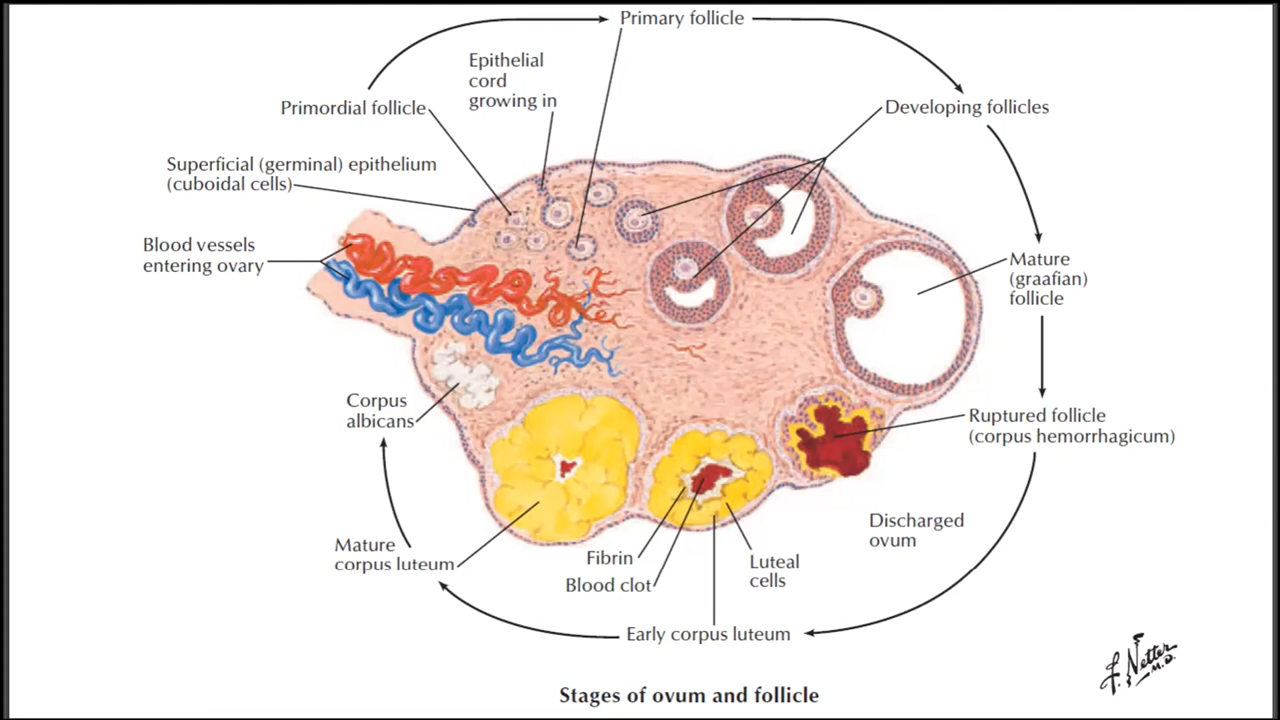 Primary follicle
Epithelial
cord
growing in
Primordial follicle
Developing follicles
Superficial (germinal) epithelium
(cuboidal cells)
Blood vessels
entering ovary
Mature
(graafian)
follicle
Corpus
albicans
Ruptured follicle
(corpus hemorrhagicum)
Discharged
ovum
Mature
corpus luteum
Fibrin
Blood clot
Luteal
cells
Early corpus luteum
f. Netter
M.D.
Stages of ovum and follicle